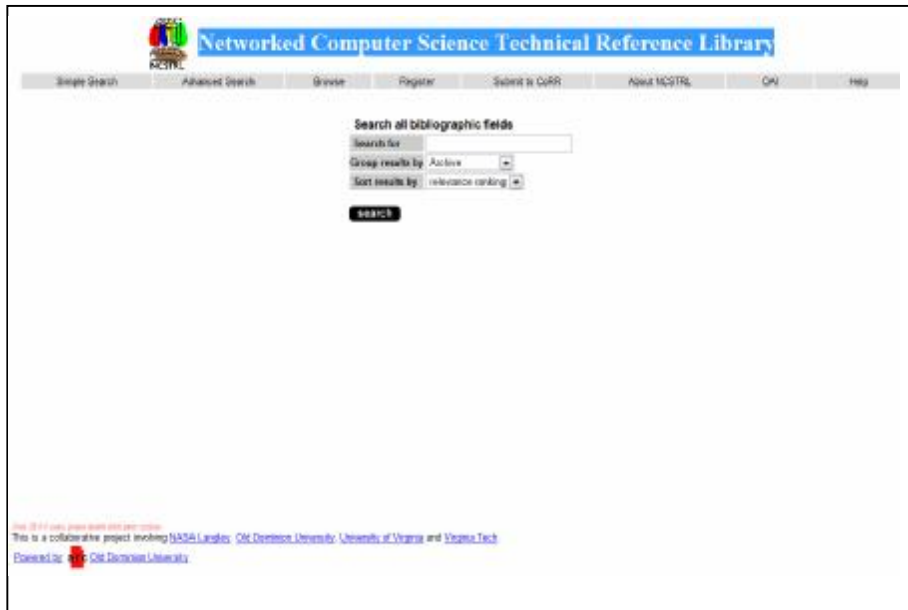 NCSTRL
Networked Computer Science Technical Reference Library
Simple Search Advanced Search Browse Register Submit to CoRR About NCSTRL OAI Help
Search all bibliographic fields
Search for
Group results by Archive
Sort results by relevance ranking
search
This is a collaborative project involving NASA Langley, Old Dominion University, University of Virginia and Virginia Tech
Powered by Old Dominion University